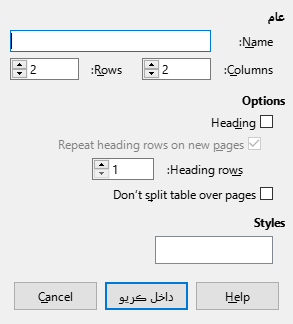 عام
Name:
Columns: 2 Rows: 2
Options
Heading
Repeat heading rows on new pages
Heading rows: 1
Don't split table over pages
Styles
Help داخل ڪريو Cancel